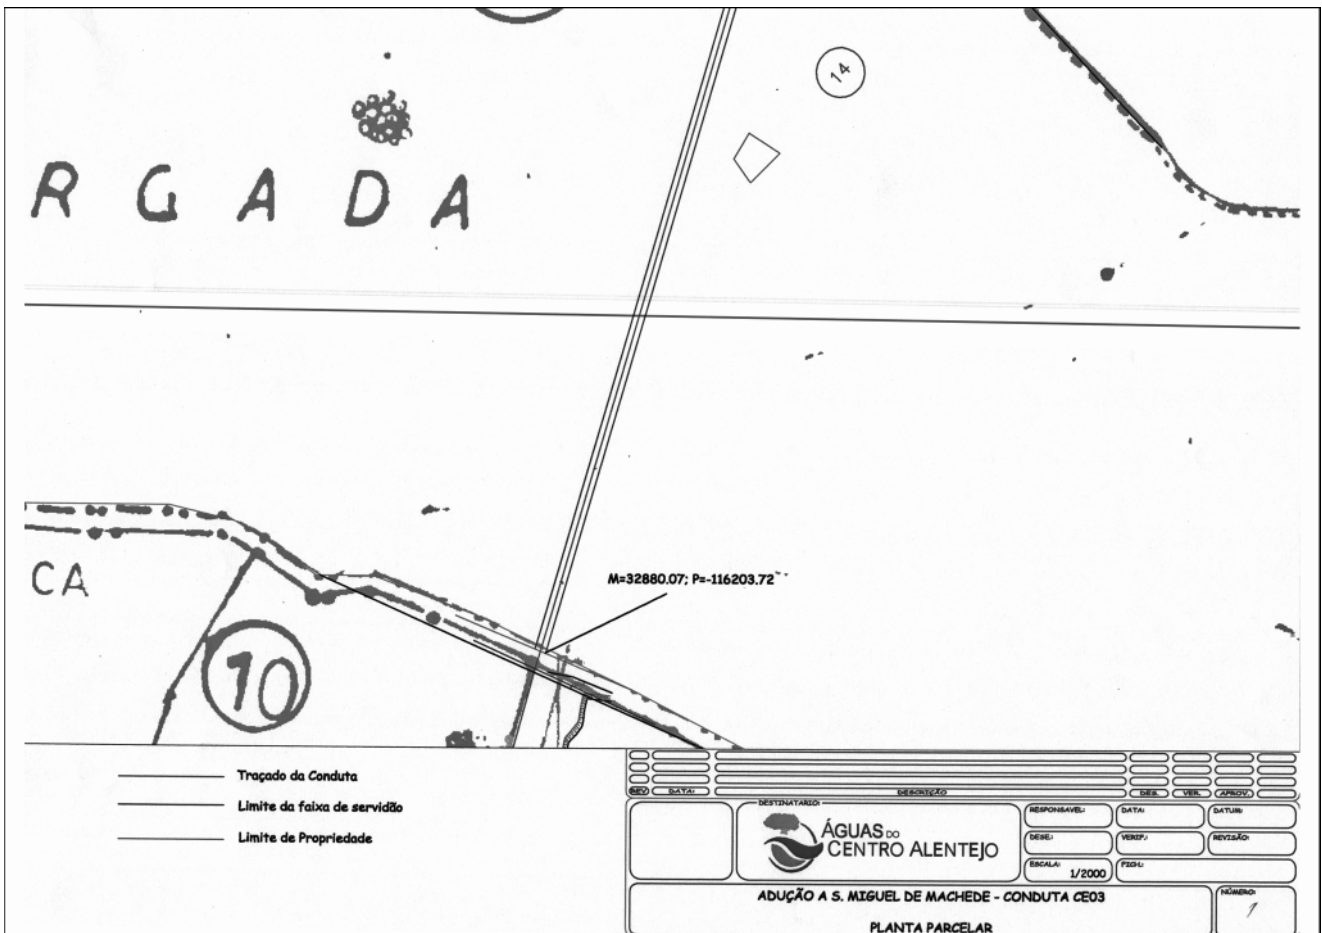 14
RGADA
CA
M=32880.07; P=-116203.72
10
Traçado da Conduta
Limite da faixa de servidão
Limite de Propriedade
REV DATA: DESCRIÇÃO DES. VER. APROV.
DESTINATARIO:
ÁGUAS DO
CENTRO ALENTEJO
RESPONSAVEL: DATA: DATUM:
DESE.: VERIF.: REVISÃO:
ESCALA: 1/2000 FICH.:
ADUÇÃO A S. MIGUEL DE MACHEDE - CONDUTA CE03
NÚMERO:
PLANTA PARCELAR